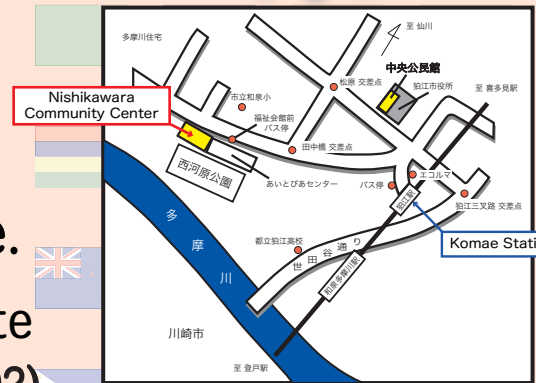 至 仙川
多摩川住宅
中央公民館
松原 交差点
狛江市役所
至 喜多見駅
Nishikawara
Community Center
市立和泉小
福祉会館前
バス停
田中橋 交差点
エコルマ
西河原公園
あいとぴあセンター
バス停
狛江駅
狛江三叉路 交差点
多摩川
都立狛江高校
世田谷通り
Komae Stati
和泉多摩川駅
e.
te
川崎市
至 登戸駅